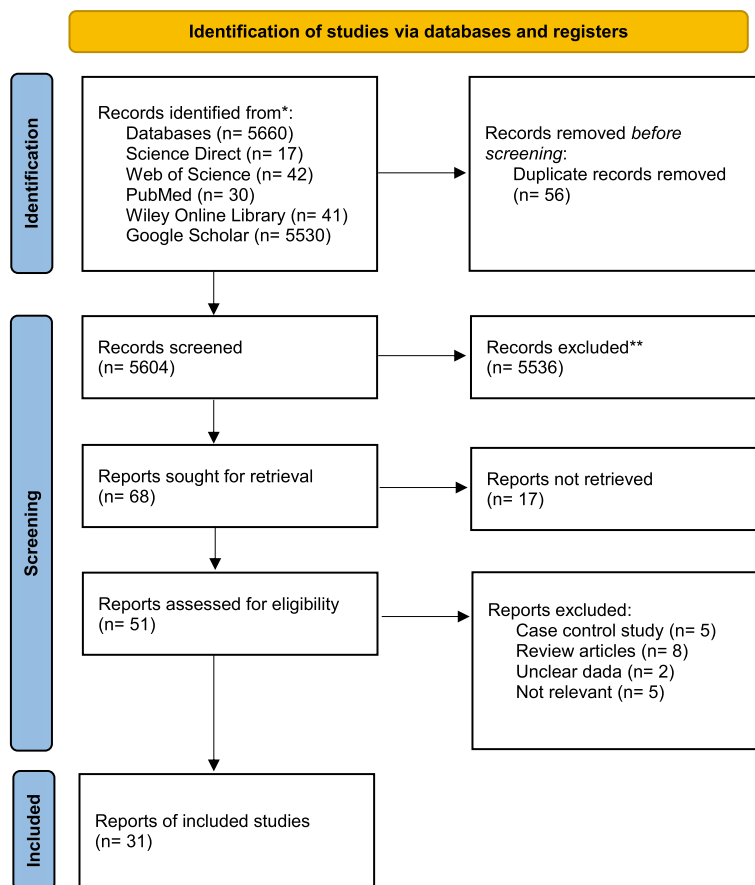 Identification of studies via databases and registers
Identification
Records identified from*:
Databases (n= 5660)
Science Direct (n= 17)
Web of Science (n= 42)
PubMed (n= 30)
Wiley Online Library (n= 41)
Google Scholar (n= 5530)
Records removed before
screening:
Duplicate records removed
(n= 56)
Screening
Records screened
(n= 5604)
Records excluded**
(n= 5536)
Reports sought for retrieval
(n= 68)
Reports not retrieved
(n= 17)
Reports assessed for eligibility
(n= 51)
Reports excluded:
Case control study (n= 5)
Review articles (n= 8)
Unclear dada (n= 2)
Not relevant (n= 5)
Included
Reports of included studies
(n= 31)